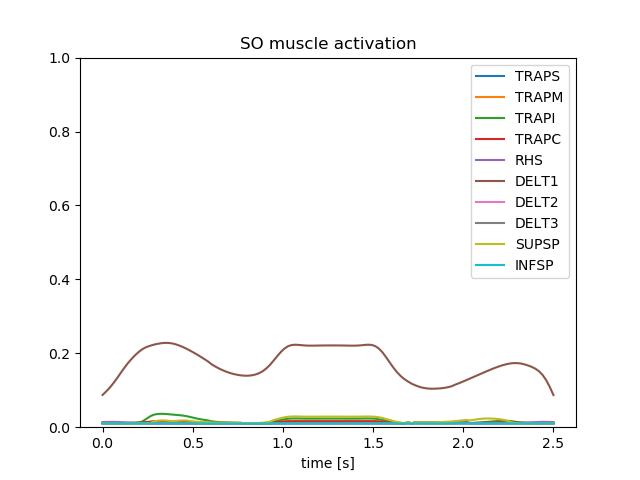 SO muscle activation
1.0
0.8
0.6
0.4
0.2
0.0
0.0 0.5 1.0 1.5 2.0 2.5
time [s]
TRAPS
TRAPM
TRAPI
TRAPC
RHS
DELT1
DELT2
DELT3
SUPSP
INFSP